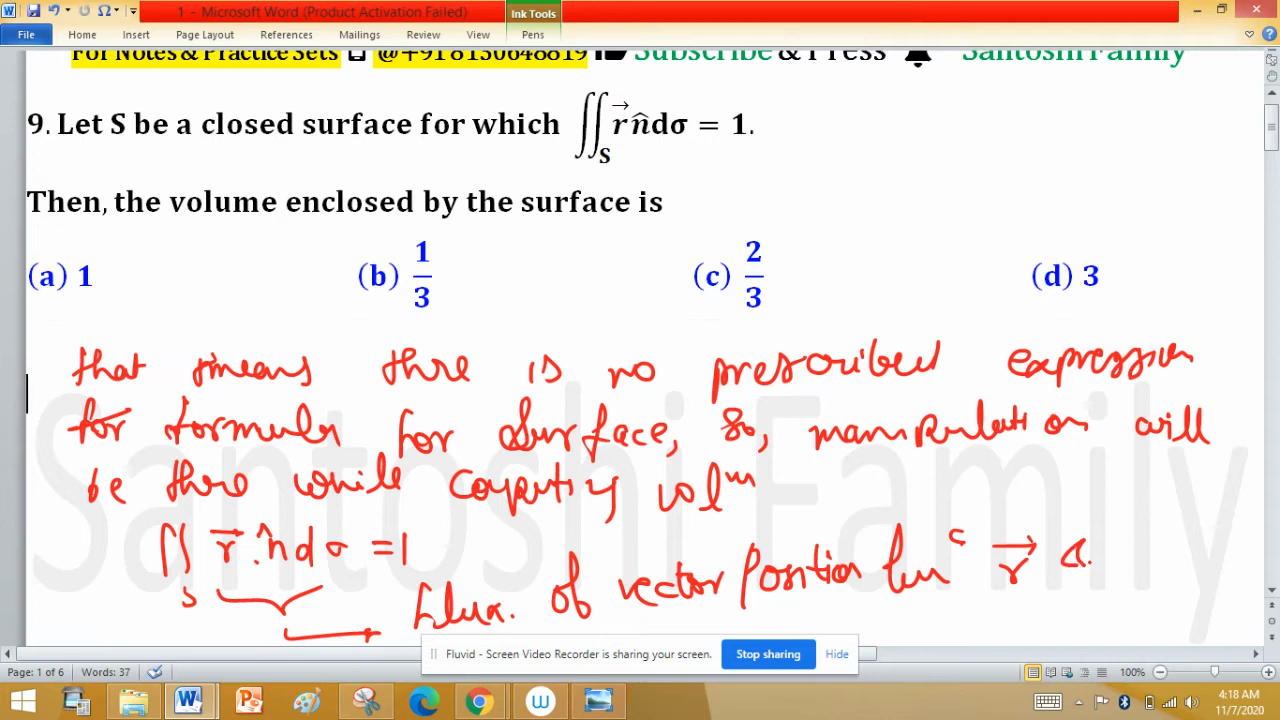 1 - Microsoft Word (Product Activation Failed)
Ink Tools
File Home Insert Page Layout References Mailings Review View Pens
For Notes & Practice Sets @+918130648819 Subscribe & Press Santoshi Family
9. Let S be a closed surface for which ∬_S r⃗n̂dσ = 1.
Then, the volume enclosed by the surface is
(a) 1 (b) 1/3 (c) 2/3 (d) 3
that means there is no prescribed expression
for formula for Surface, So, manipulation will
be there while computing volm
∬_S r⃗.n̂dσ = 1
Flux. of vector position func r⃗
Santoshi Family
Fluvid - Screen Video Recorder is sharing your screen. Stop sharing Hide
Page: 1 of 6 Words: 37 100%
4:18 AM
11/7/2020